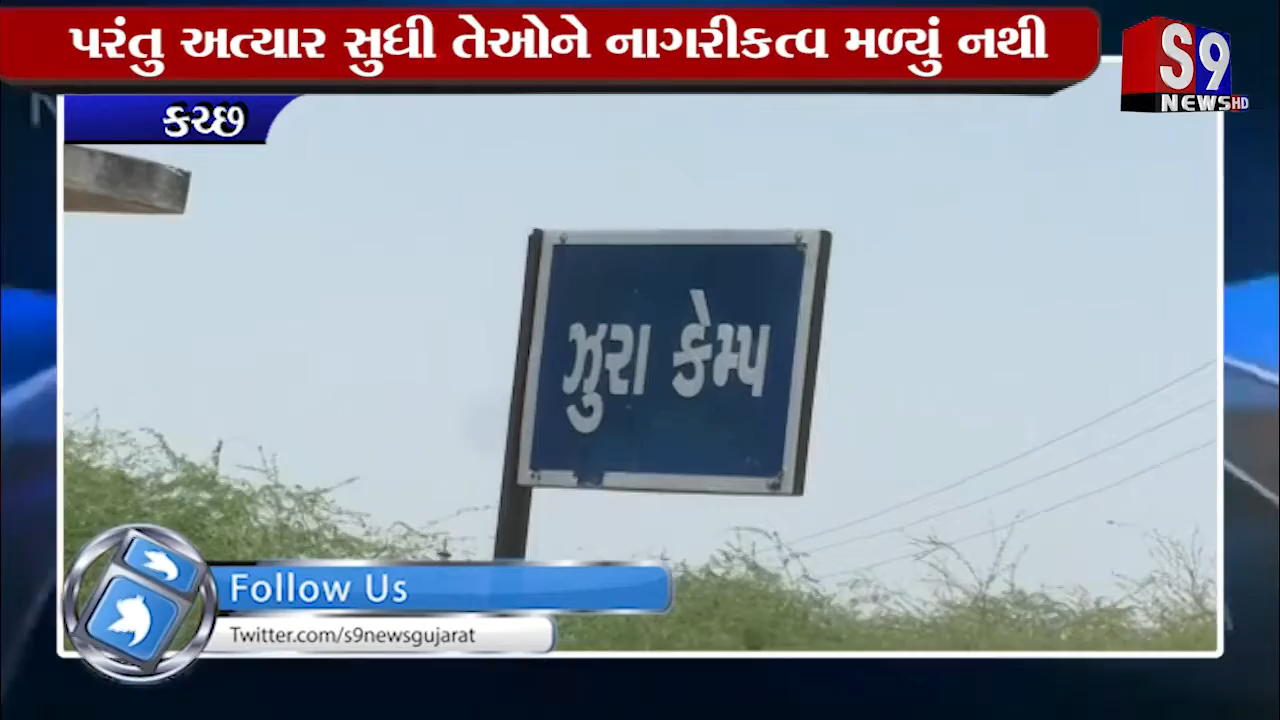 પરંતુ અત્યાર સુધી તેઓને નાગરીકત્વ મળ્યું નથી
S9
NEWS HD
કચ્છ
ઝુરા કેમ્પ
Follow Us
Twitter.com/s9newsgujarat